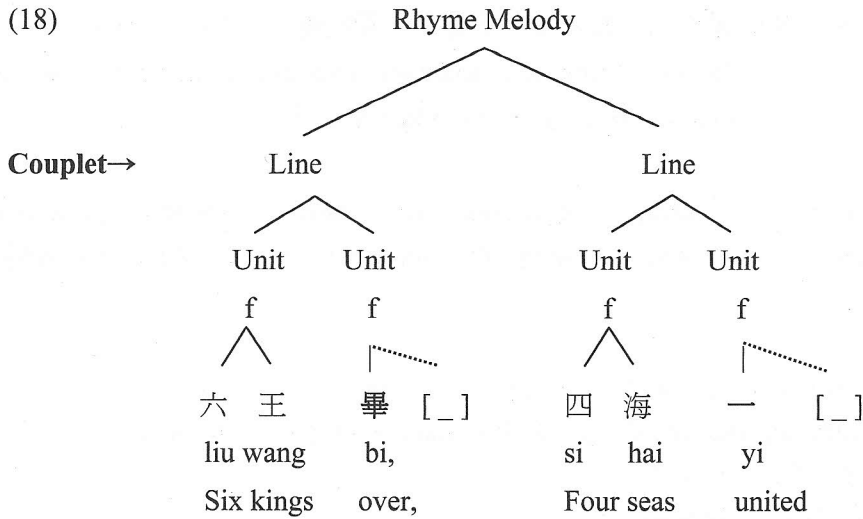 (18) Rhyme Melody
Couplet→ Line Line
Unit Unit Unit Unit
f f f f
六 王 畢 [ _ ] 四 海 一 [ _ ]
liu wang bi, si hai yi
Six kings over, Four seas united